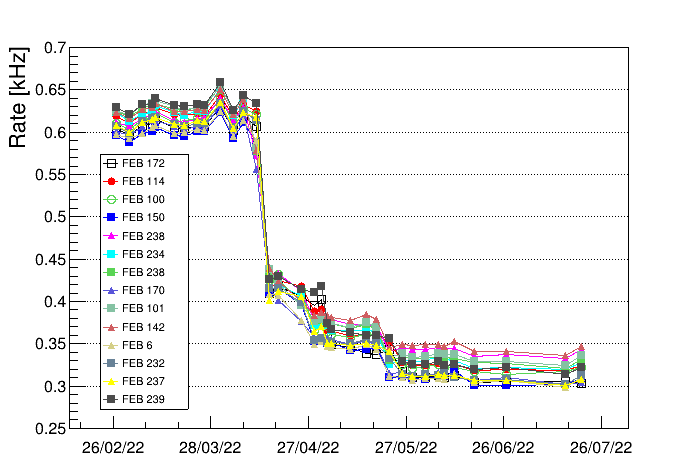 Rate [kHz]
0.7
0.65
0.6
0.55
0.5
0.45
0.4
0.35
0.3
0.25
FEB 172
FEB 114
FEB 100
FEB 150
FEB 238
FEB 234
FEB 238
FEB 170
FEB 101
FEB 142
FEB 6
FEB 232
FEB 237
FEB 239
26/02/22 28/03/22 27/04/22 27/05/22 26/06/22 26/07/22